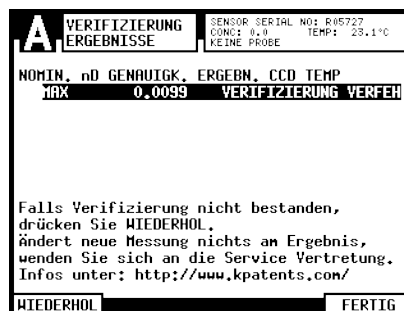 A
VERIFIZIERUNG
ERGEBNISSE
SENSOR SERIAL NO: R05727
CONC: 0.0 TEMP: 23.1°C
KEINE PROBE
NOMIN. nD GENAUIGK. ERGEBN. CCD TEMP
MAX 0.0099 VERIFIZIERUNG VERFEH
Falls Verifizierung nicht bestanden,
drücken Sie WIEDERHOL.
Ändert neue Messung nichts am Ergebnis,
wenden Sie sich an die Service Vertretung.
Infos unter: http://www.kpatents.com/
WIEDERHOL FERTIG